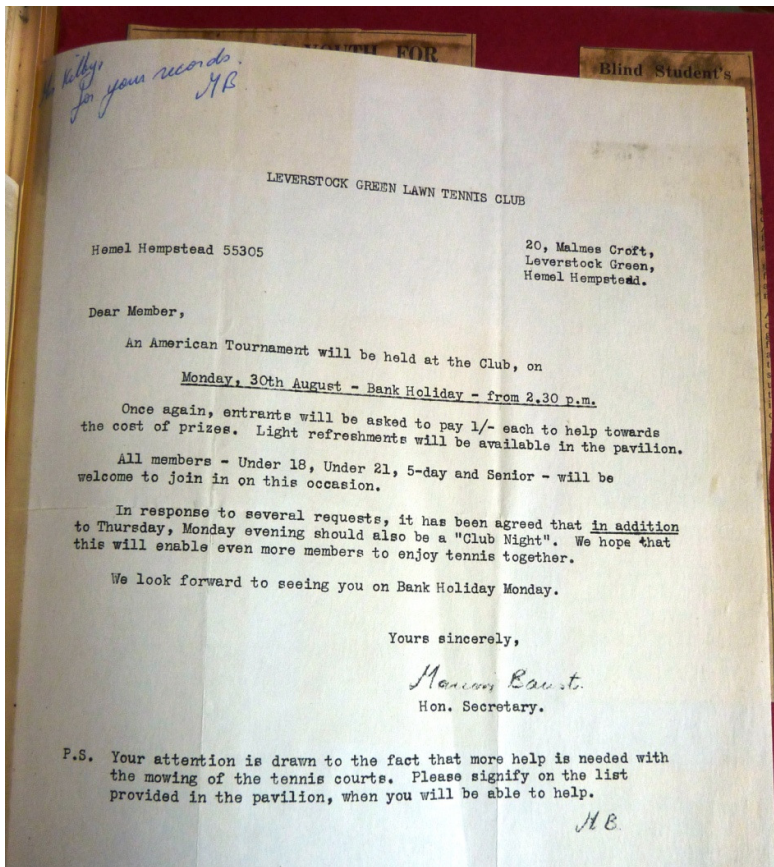 YOUTH FOR
Blind Student's
Kilby,
for your records.
MB
LEVERSTOCK GREEN LAWN TENNIS CLUB
Hemel Hempstead 55305
20, Malmes Croft,
Leverstock Green,
Hemel Hempstead.
Dear Member,
An American Tournament will be held at the Club, on
Monday, 30th August - Bank Holiday - from 2.30 p.m.
Once again, entrants will be asked to pay 1/- each to help towards
the cost of prizes. Light refreshments will be available in the pavilion.
All members - Under 18, Under 21, 5-day and Senior - will be
welcome to join in on this occasion.
In response to several requests, it has been agreed that in addition
to Thursday, Monday evening should also be a "Club Night". We hope that
this will enable even more members to enjoy tennis together.
We look forward to seeing you on Bank Holiday Monday.
Yours sincerely,
Hon. Secretary.
P.S. Your attention is drawn to the fact that more help is needed with
the mowing of the tennis courts. Please signify on the list
provided in the pavilion, when you will be able to help.
MB